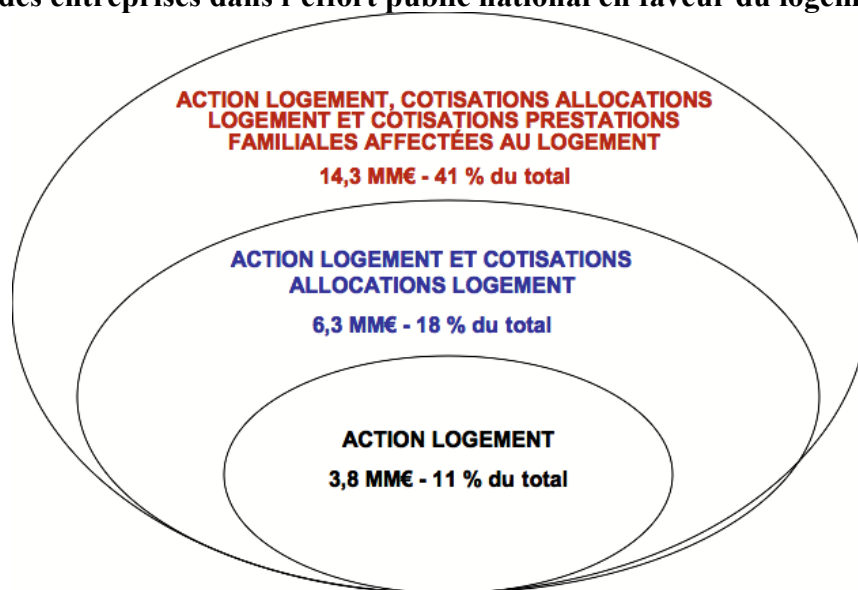 des entreprises dans l'effort public national en faveur du
ACTION LOGEMENT, COTISATIONS ALLOCATIONS
LOGEMENT ET COTISATIONS PRESTATIONS
FAMILIALES AFFECTÉES AU LOGEMENT
14,3 MM€ - 41 % du total
ACTION LOGEMENT ET COTISATIONS
ALLOCATIONS LOGEMENT
6,3 MM€ - 18 % du total
ACTION LOGEMENT
3,8 MM€ - 11 % du total